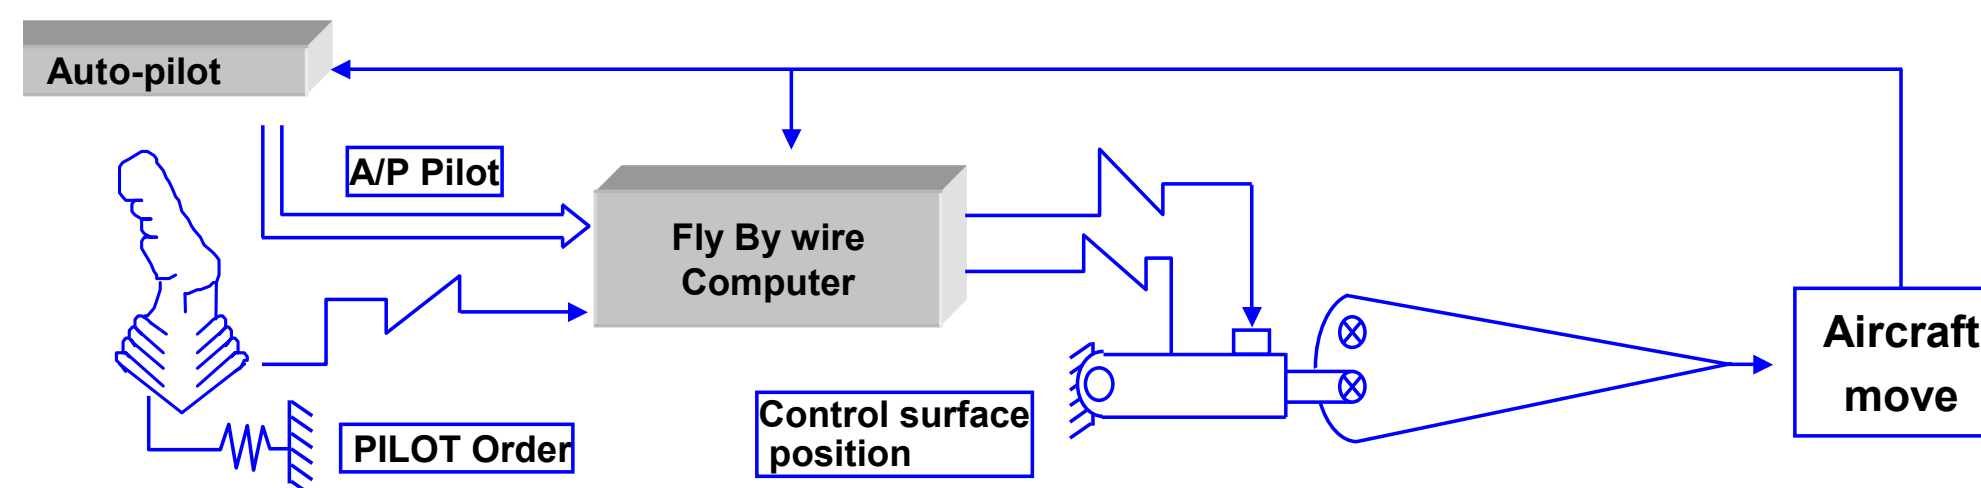 Auto-pilot
A/P Pilot
Fly By wire
Computer
Aircraft
move
Control surface
position
PILOT Order